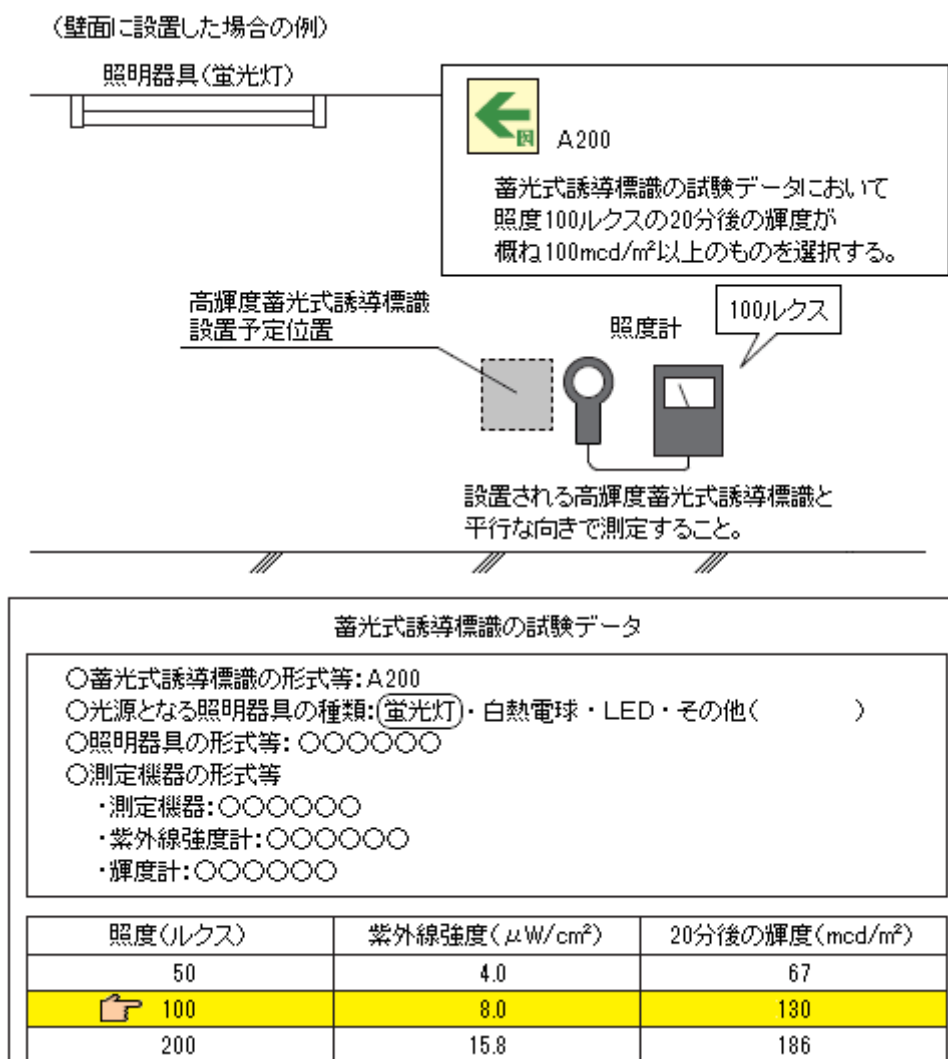 （壁面に設置した場合の例）
照明器具（蛍光灯）
A200
蓄光式誘導標識の試験データにおいて
照度100ルクスの20分後の輝度が
概ね100mcd/m²以上のものを選択する。
高輝度蓄光式誘導標識
設置予定位置
照度計
100ルクス
設置される高輝度蓄光式誘導標識と
平行な向きで測定すること。
蓄光式誘導標識の試験データ
○蓄光式誘導標識の形式等：A200
○光源となる照明器具の種類：蛍光灯・白熱電球・LED・その他（　　　　）
○照明器具の形式等：○○○○○○
○測定機器の形式等
・測定機器：○○○○○○
・紫外線強度計：○○○○○○
・輝度計：○○○○○○
照度（ルクス） 紫外線強度（μW/cm²） 20分後の輝度（mcd/m²）
50 4.0 67
100 8.0 130
200 15.8 186